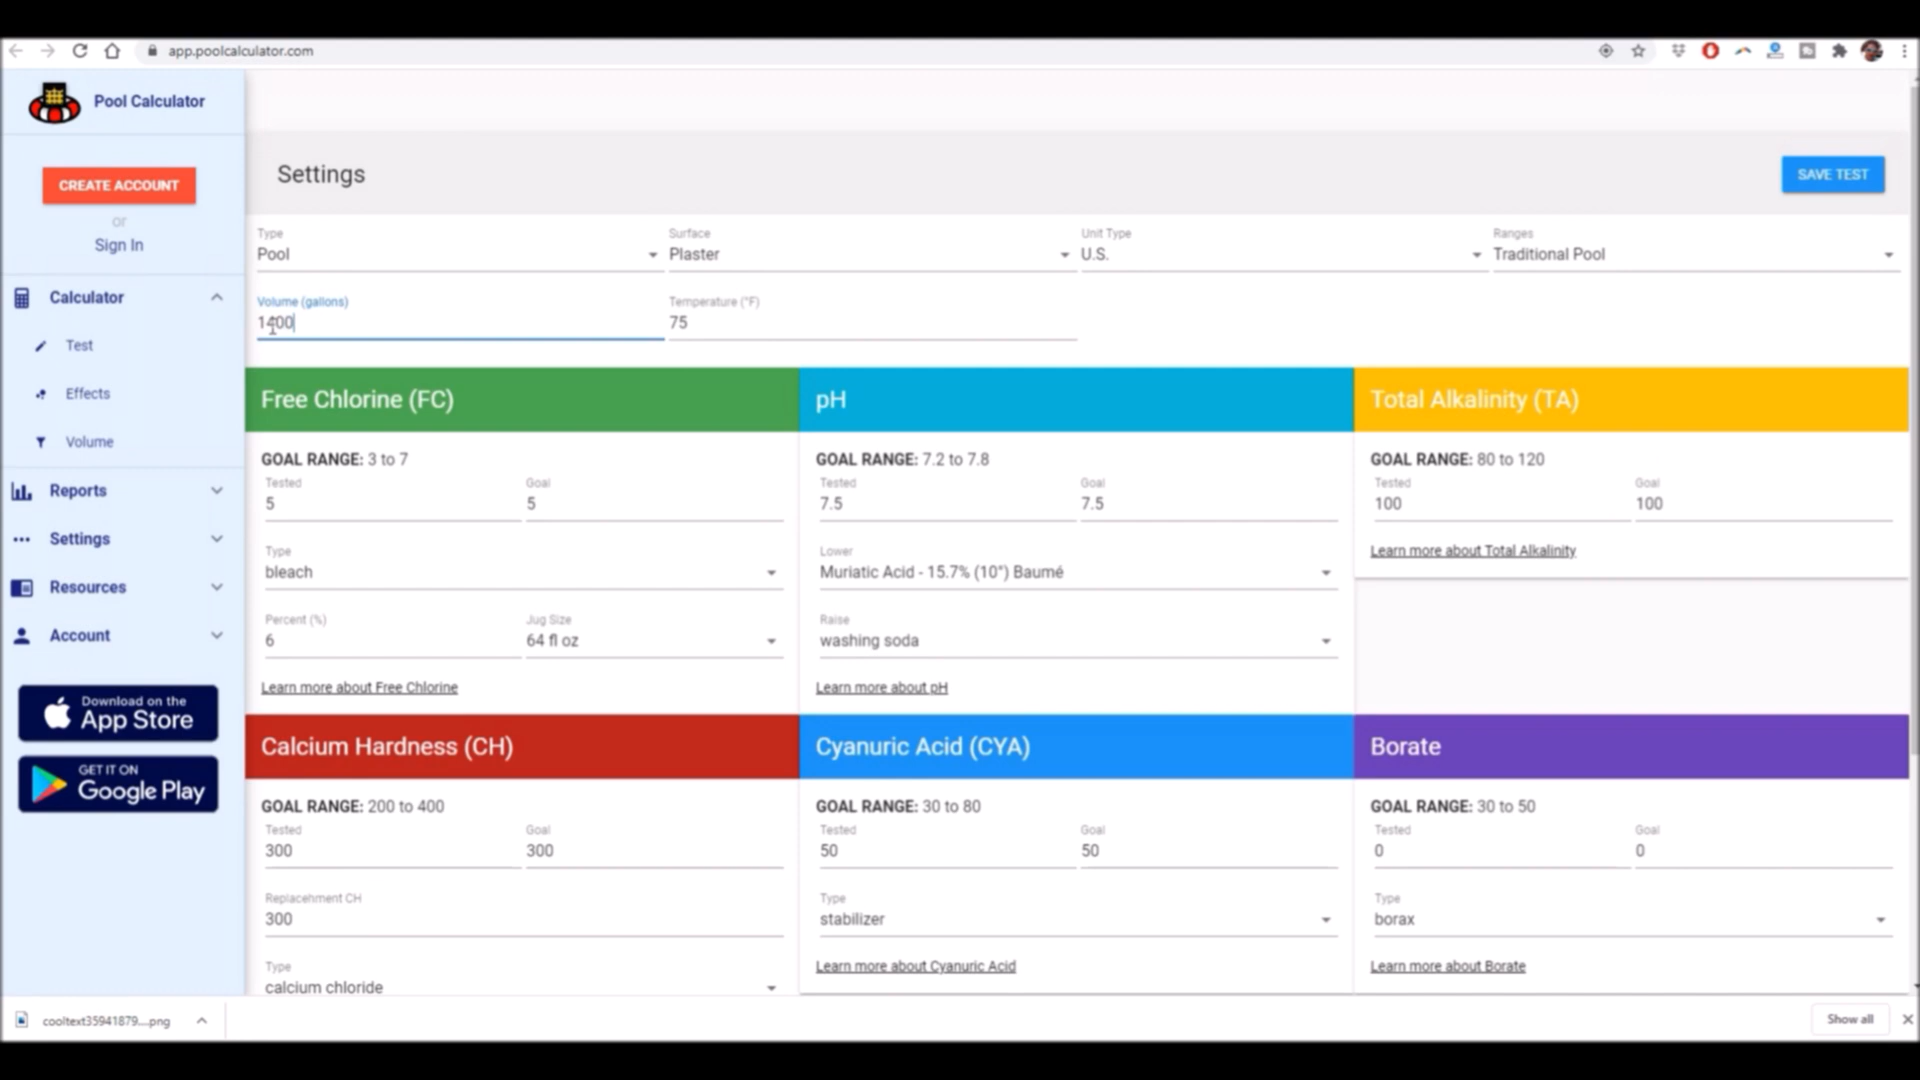 app.poolcalculator.com
Pool Calculator
CREATE ACCOUNT
or
Sign In
Calculator
Test
Effects
Volume
Reports
Settings
Resources
Account
Download on the
App Store
GET IT ON
Google Play
Settings
SAVE TEST
Type
Pool
Surface
Plaster
Unit Type
U.S.
Ranges
Traditional Pool
Volume (gallons)
1400
Temperature (°F)
75
Free Chlorine (FC)
GOAL RANGE: 3 to 7
Tested
5
Goal
5
Type
bleach
Percent (%)
6
Jug Size
64 fl oz
Learn more about Free Chlorine
pH
GOAL RANGE: 7.2 to 7.8
Tested
7.5
Goal
7.5
Lower
Muriatic Acid - 15.7% (10°) Baumé
Raise
washing soda
Learn more about pH
Total Alkalinity (TA)
GOAL RANGE: 80 to 120
Tested
100
Goal
100
Learn more about Total Alkalinity
Calcium Hardness (CH)
GOAL RANGE: 200 to 400
Tested
300
Goal
300
Replacehment CH
300
Type
calcium chloride
Cyanuric Acid (CYA)
GOAL RANGE: 30 to 80
Tested
50
Goal
50
Type
stabilizer
Learn more about Cyanuric Acid
Borate
GOAL RANGE: 30 to 50
Tested
0
Goal
0
Type
borax
Learn more about Borate
cooltext35941879....png
Show all